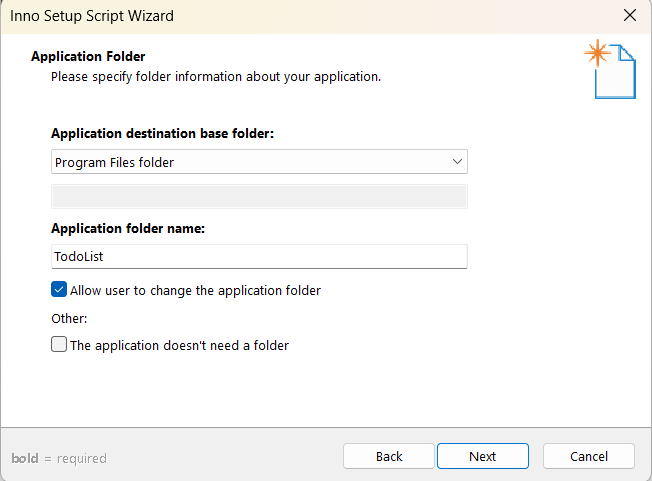 Inno Setup Script Wizard
Application Folder
Please specify folder information about your application.
Application destination base folder:
Program Files folder
Application folder name:
TodoList
Allow user to change the application folder
Other:
The application doesn't need a folder
bold = required
Back
Next
Cancel